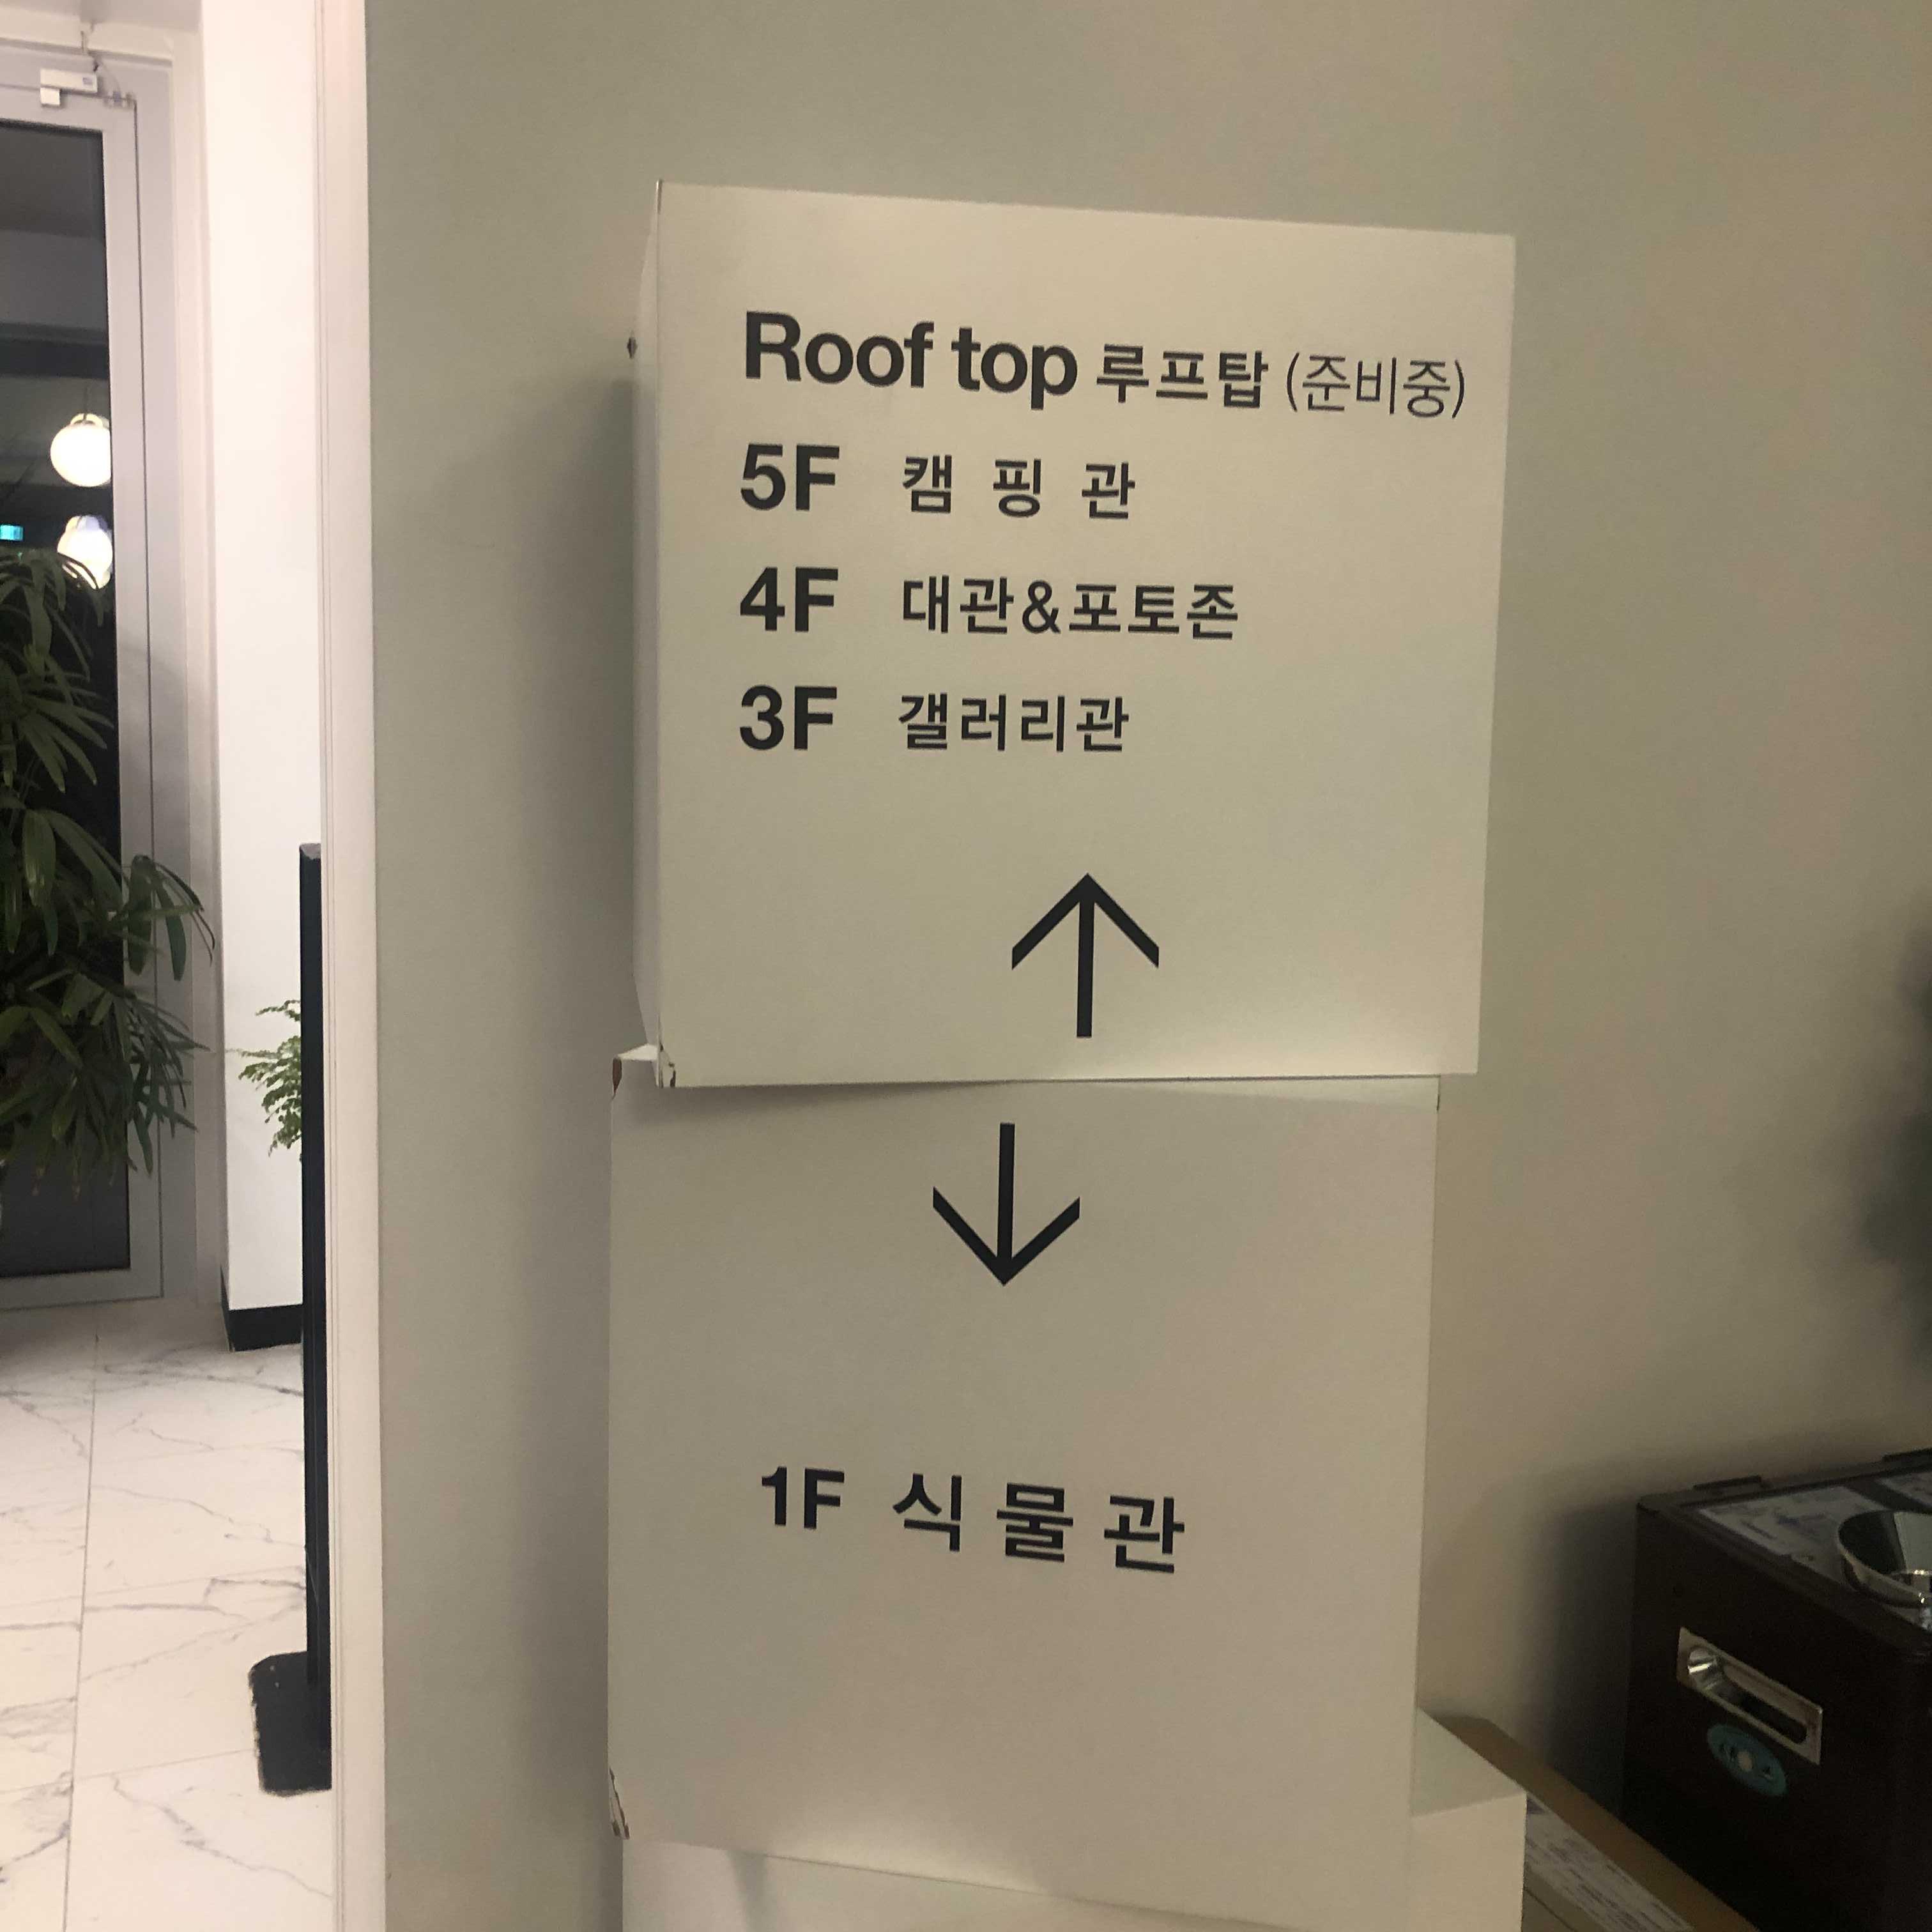 Roof top 루프탑 (준비중)
5F 캠 핑 관
4F 대관&포토존
3F 갤러리관
1F 식 물 관